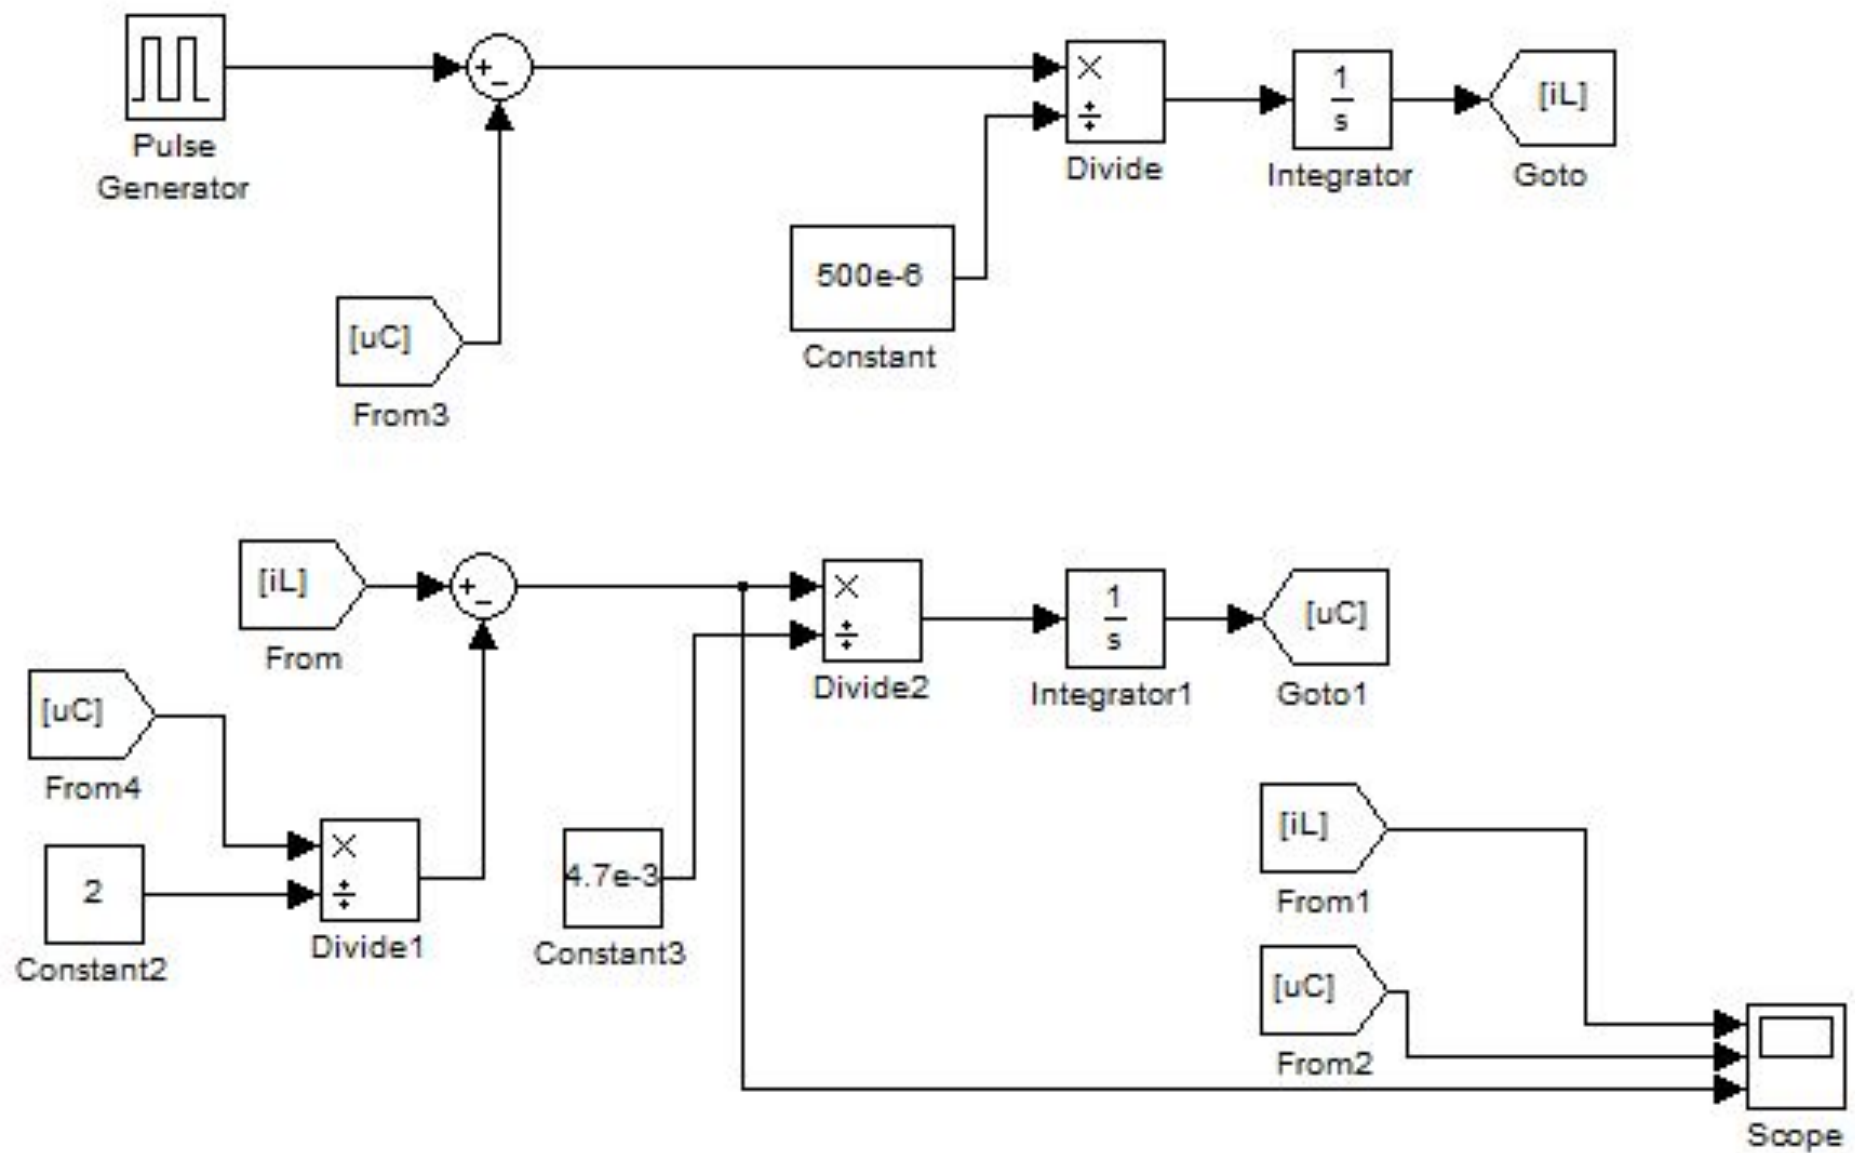 Pulse
Generator
+
−
×
÷
Divide
1
s
Integrator
[iL]
Goto
500e-6
Constant
[uC]
From3
[iL]
From
+
−
×
÷
Divide2
1
s
Integrator1
[uC]
Goto1
[uC]
From4
2
Constant2
×
÷
Divide1
4.7e-3
Constant3
[iL]
From1
[uC]
From2
Scope